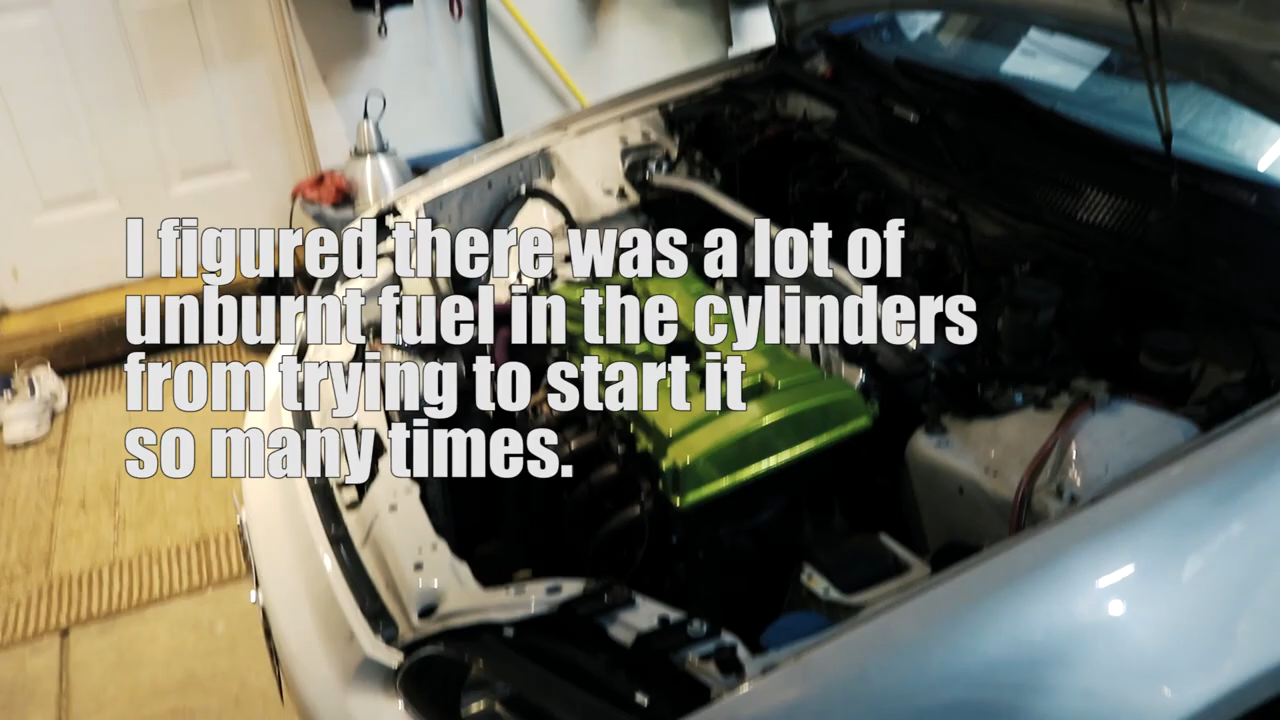 I figured there was a lot of
unburnt fuel in the cylinders
from trying to start it
so many times.